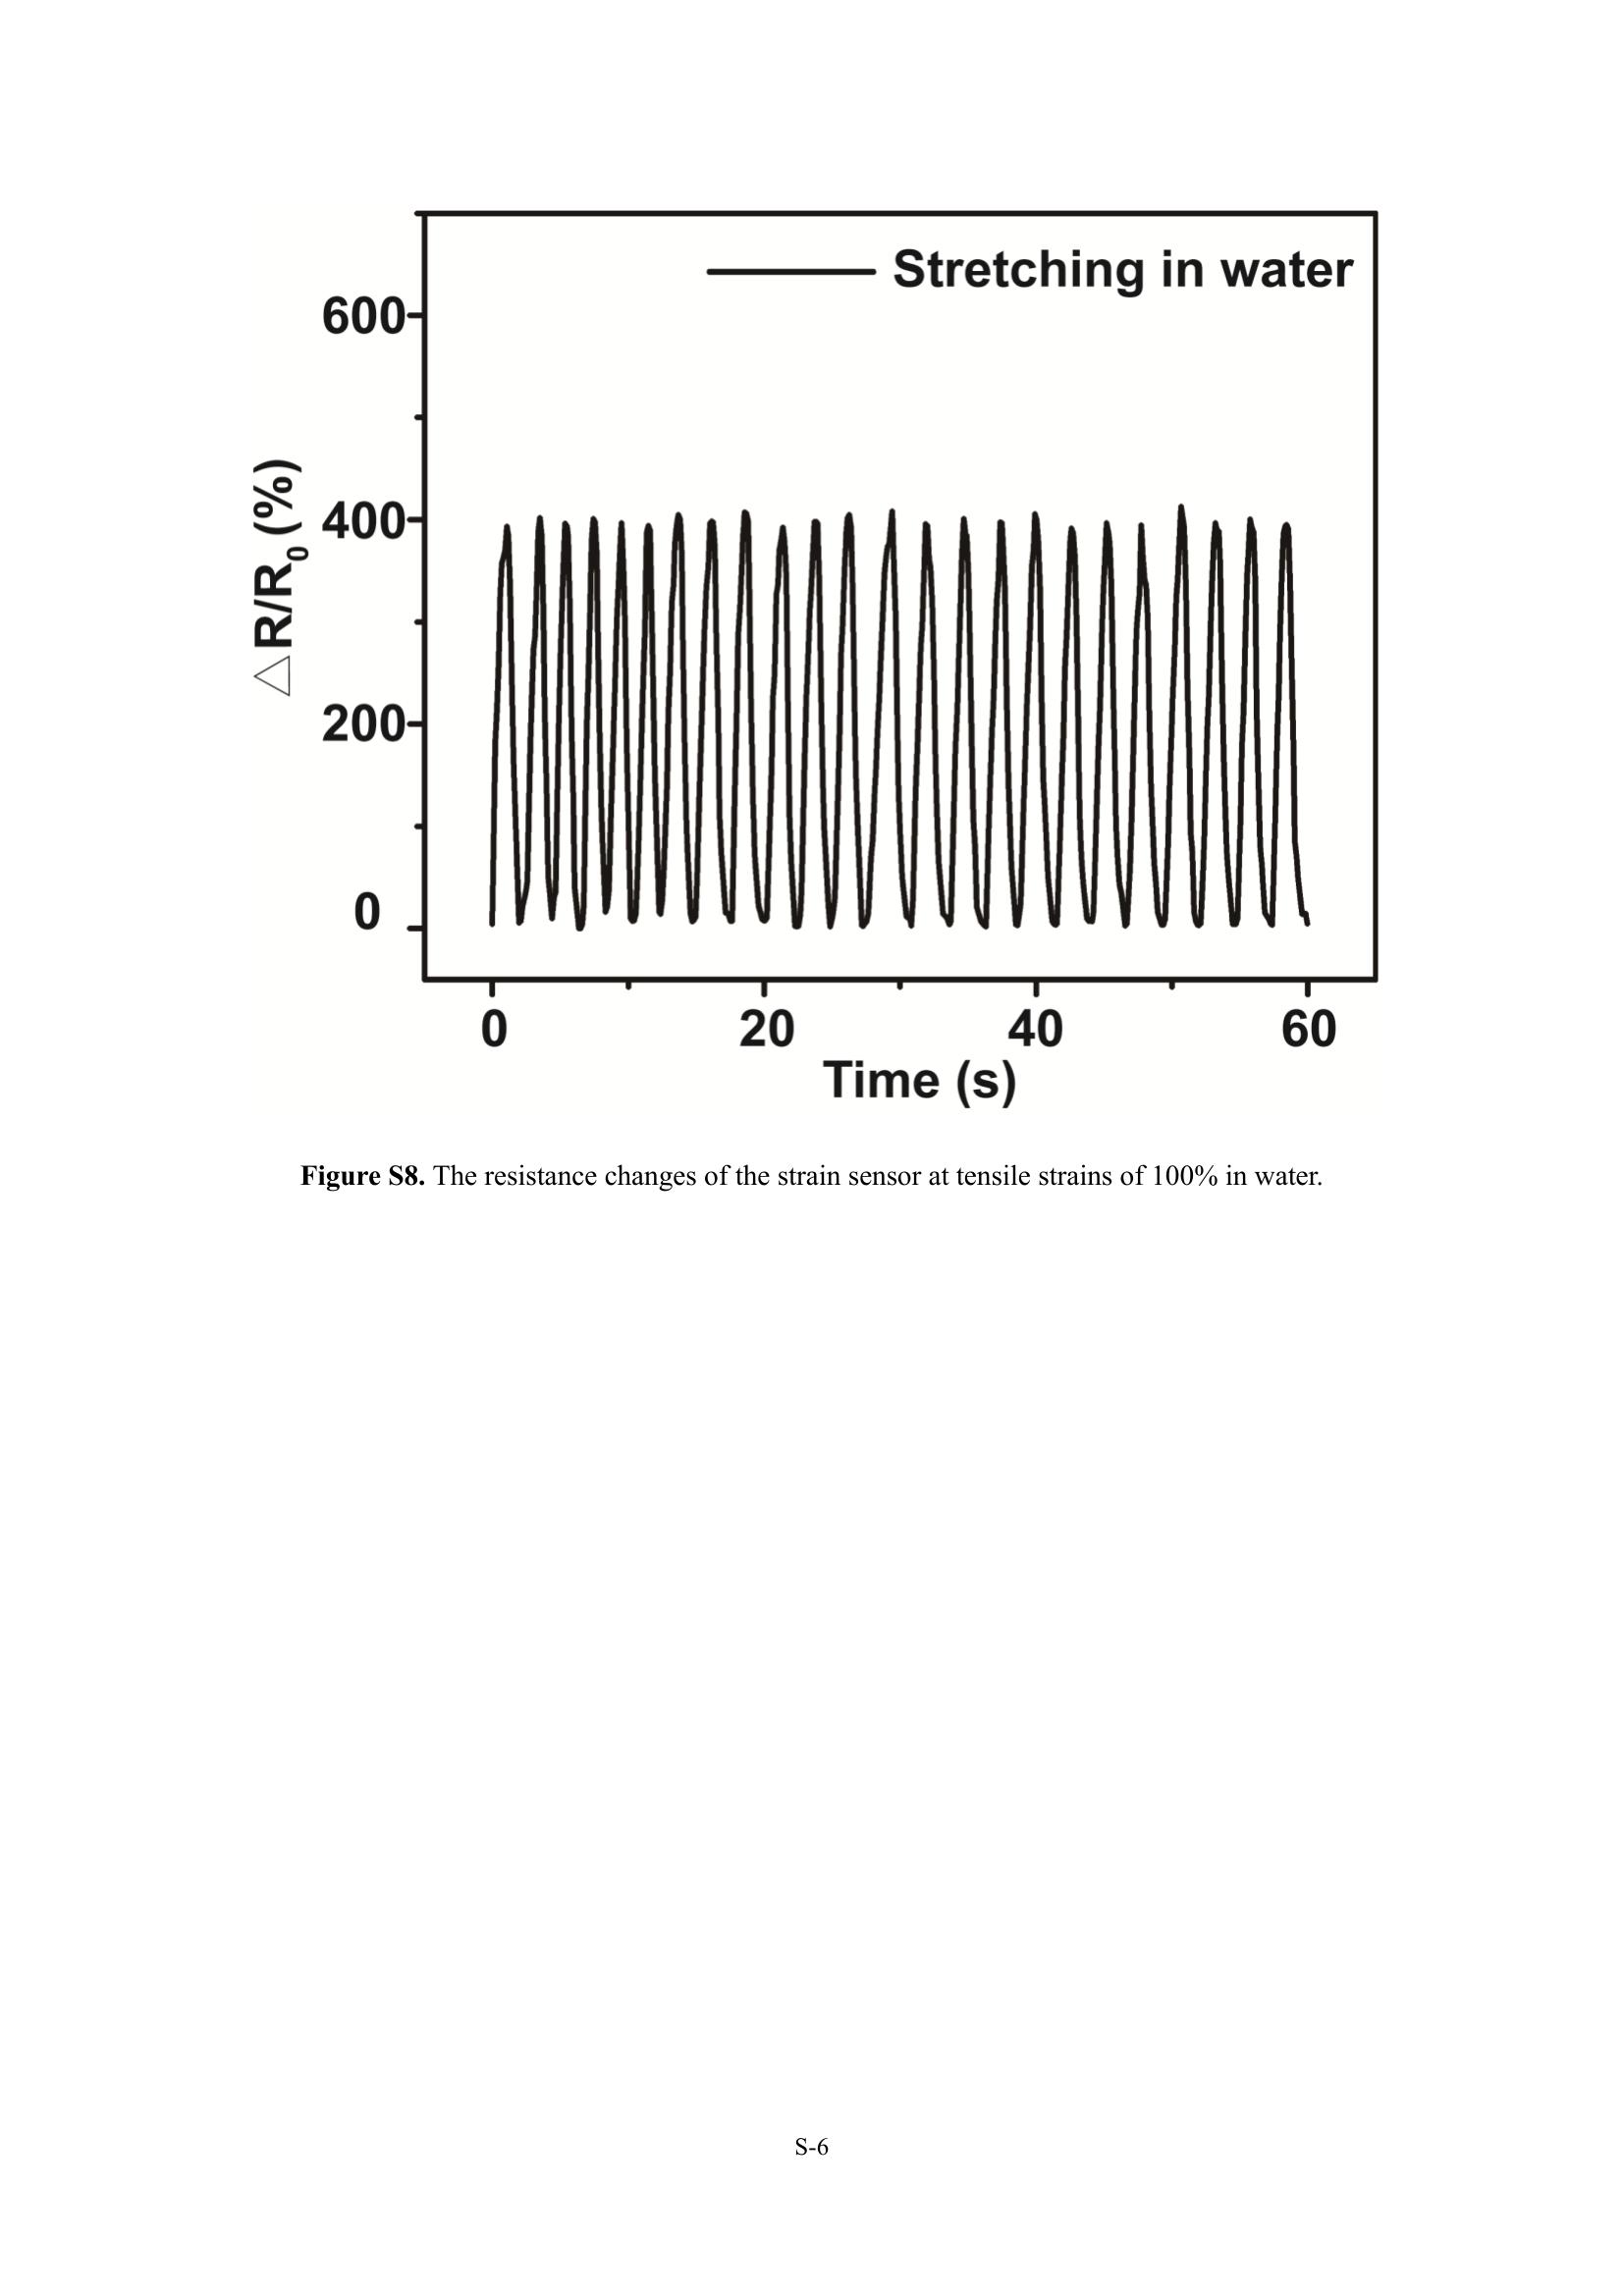 Stretching in water
600
400
200
0
△R/R0 (%)
0 20 40 60
Time (s)
Figure S8. The resistance changes of the strain sensor at tensile strains of 100% in water.
S-6